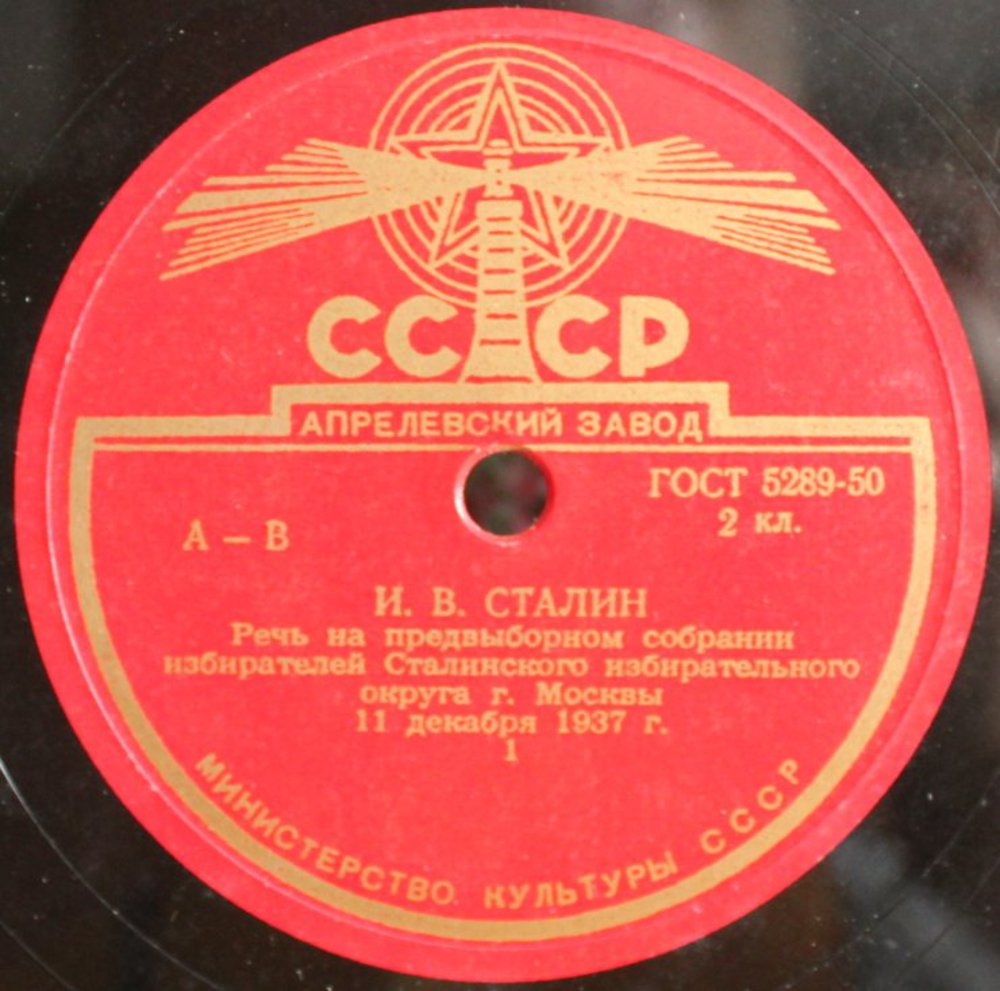 СССР
АПРЕЛЕВСКИЙ ЗАВОД
ГОСТ 5289-50
2 кл.
А – В
И. В. СТАЛИН
Речь на предвыборном собрании
избирателей Сталинского избирательного
округа г. Москвы
11 декабря 1937 г.
1
МИНИСТЕРСТВО КУЛЬТУРЫ СССР